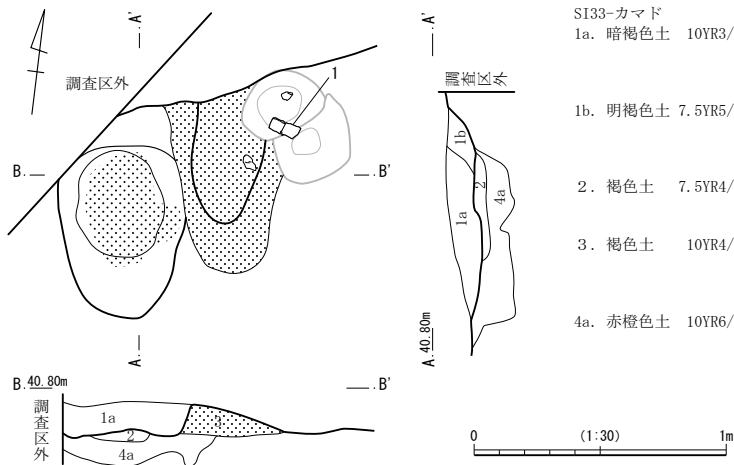 A'
調査区外
1
B.
B'
A.
A'
調査区外
1b
2
1a
4a
A.
40.80m
B. 40.80m
B'
調査区外
1a
3
2
4a
SI33-カマド
1a. 暗褐色土 10YR3/
1b. 明褐色土 7.5YR5/
2. 褐色土 7.5YR4/
3. 褐色土 10YR4/
4a. 赤橙色土 10YR6/
0 (1:30) 1m